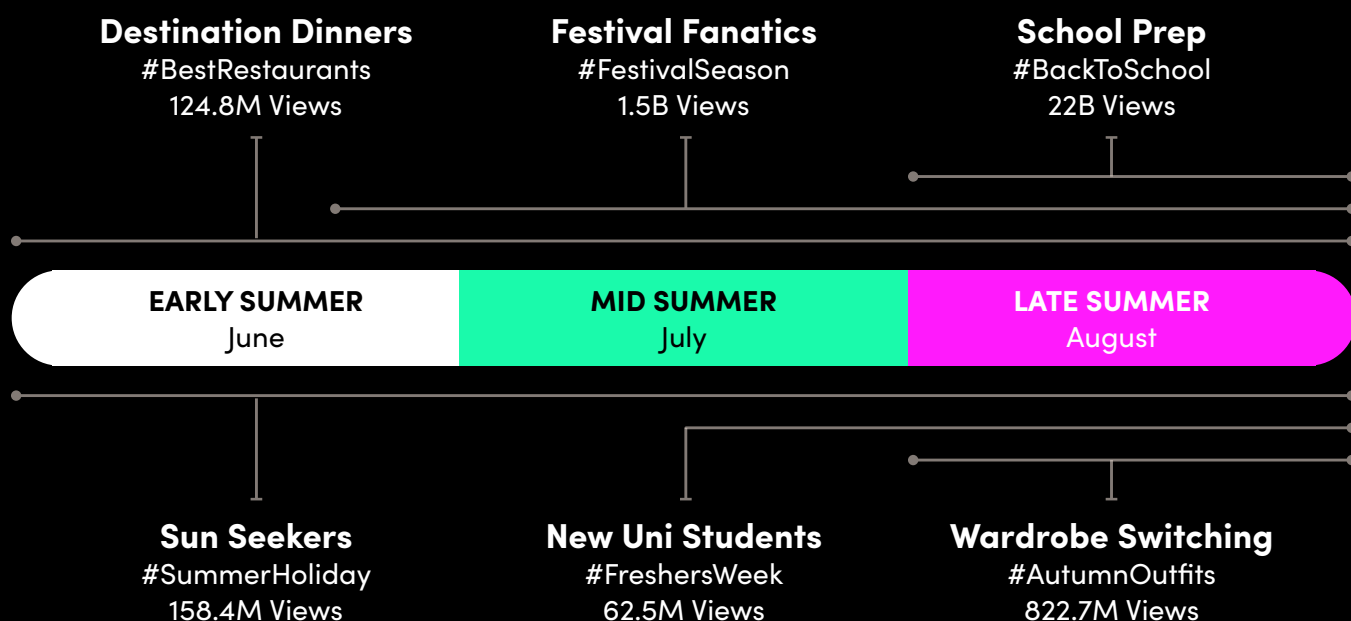 Destination Dinners
#BestRestaurants
124.8M Views
Festival Fanatics
#FestivalSeason
1.5B Views
School Prep
#BackToSchool
22B Views
EARLY SUMMER
June
MID SUMMER
July
LATE SUMMER
August
Sun Seekers
#SummerHoliday
158.4M Views
New Uni Students
#FreshersWeek
62.5M Views
Wardrobe Switching
#AutumnOutfits
822.7M Views